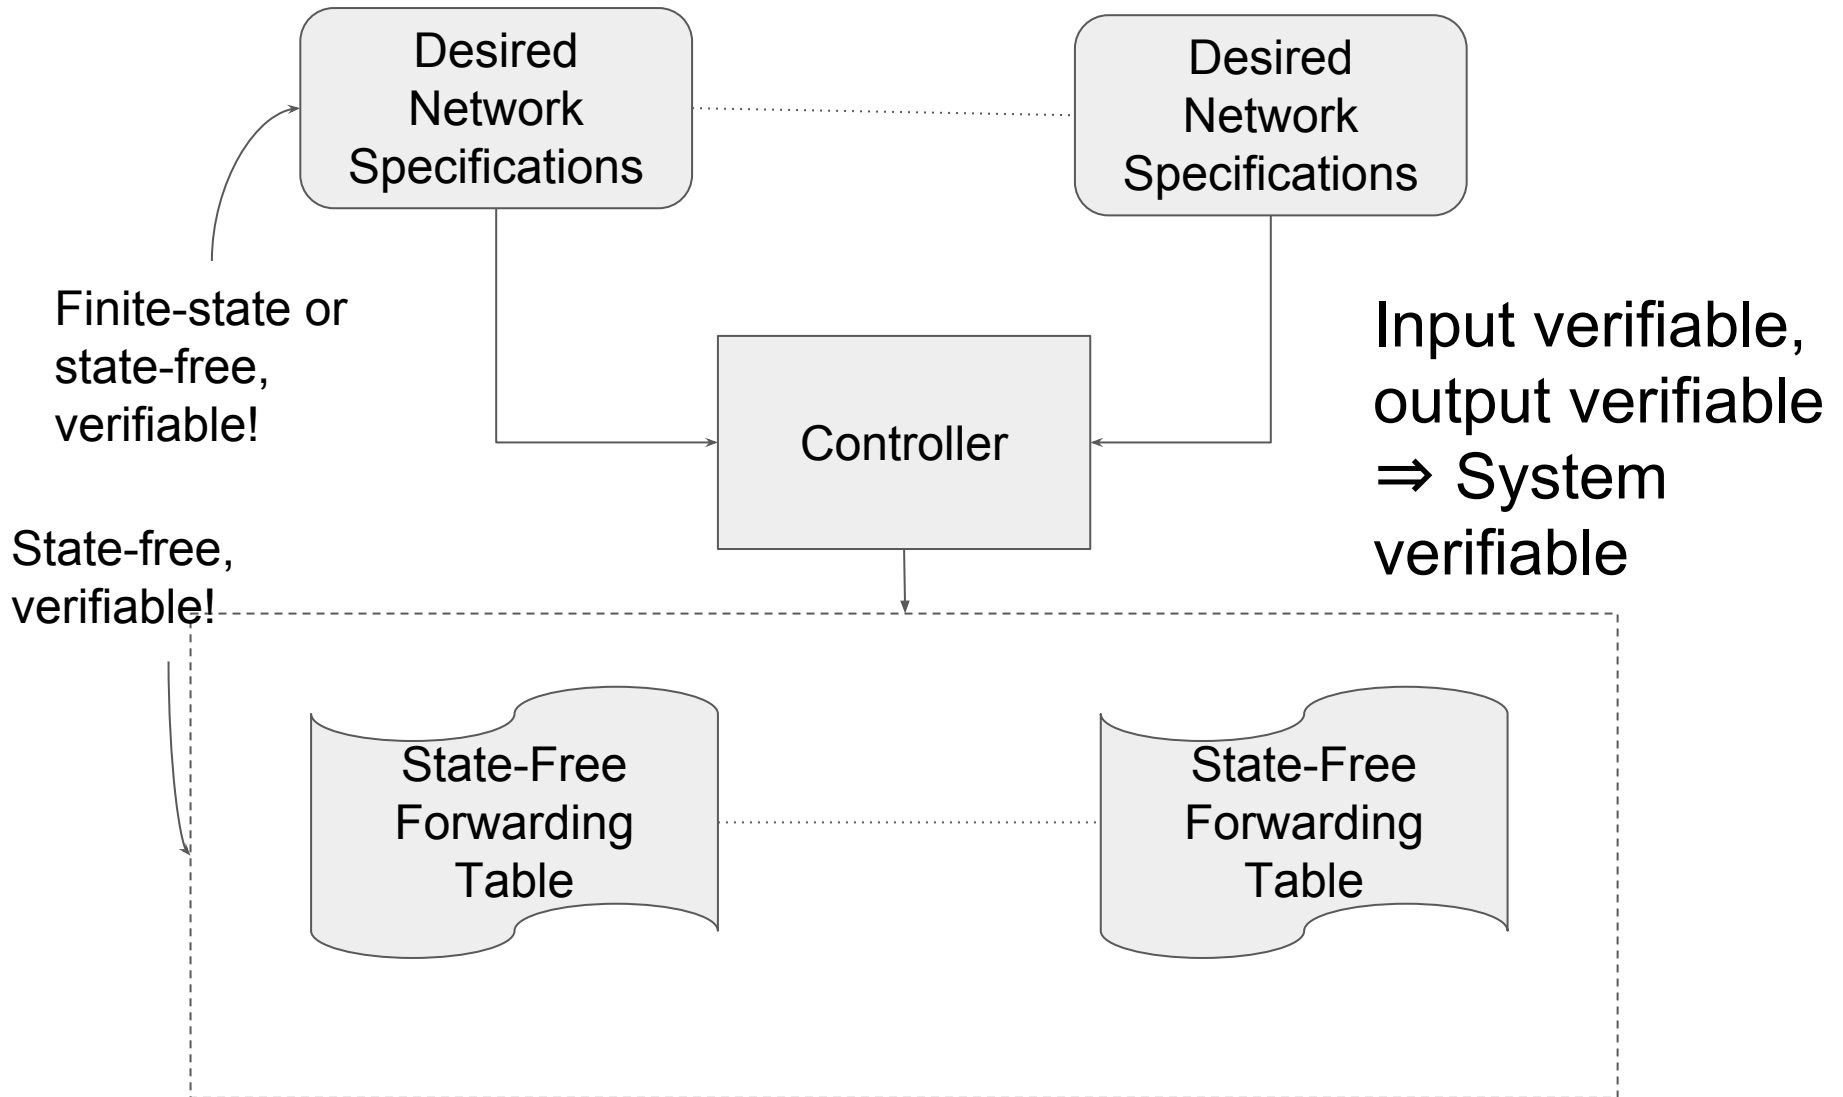 Desired
Network
Specifications
Desired
Network
Specifications
Finite-state or
state-free,
verifiable!
Controller
Input verifiable,
output verifiable
⇒ System
verifiable
State-free,
verifiable!
State-Free
Forwarding
Table
State-Free
Forwarding
Table